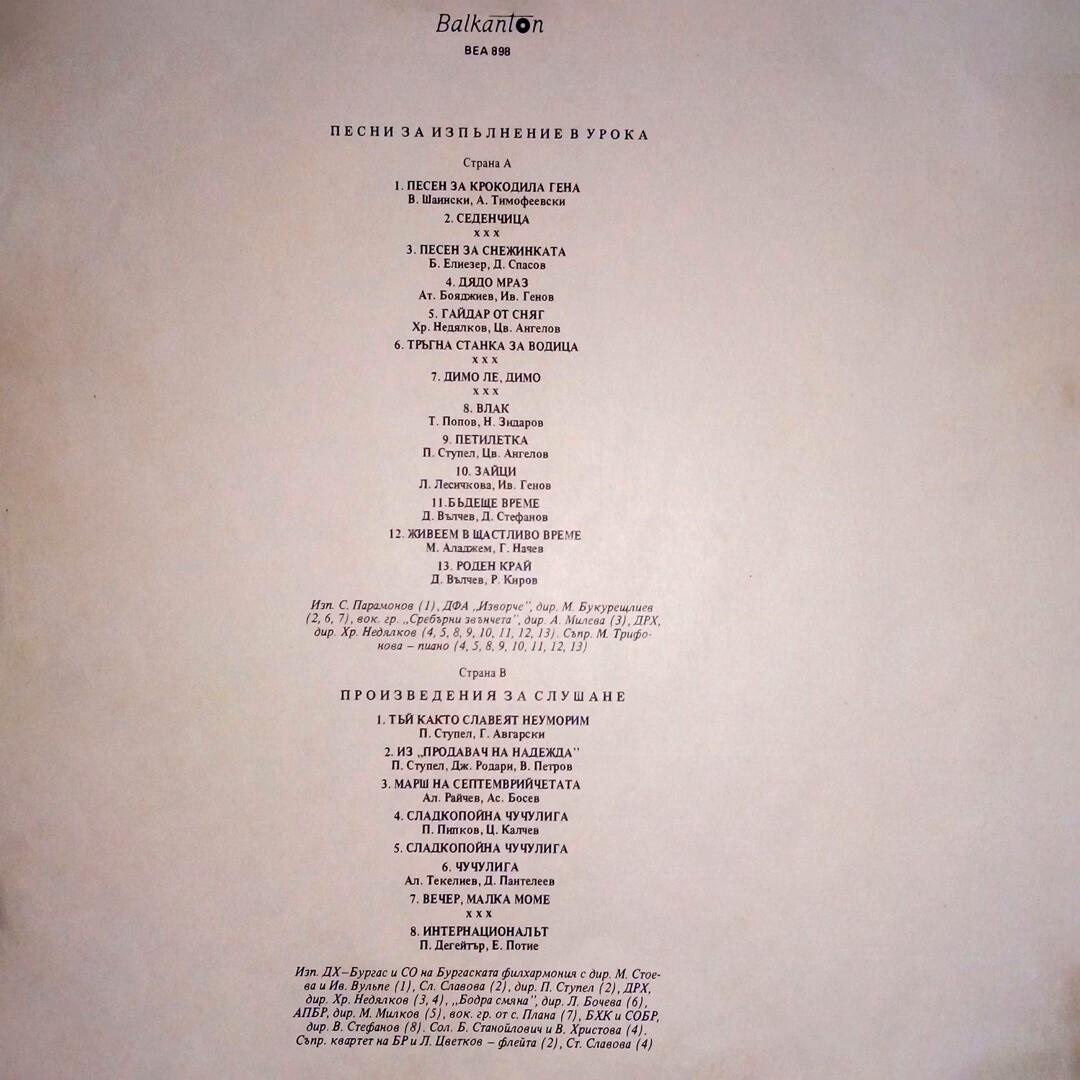 Balkanton
BEA 898
ПЕСНИ ЗА ИЗПЪЛНЕНИЕ В УРОКА
Страна А
1. ПЕСЕН ЗА КРОКОДИЛА ГЕНА
В. Шаински, А. Тимофеевски
2. СЕДЕНЧИЦА
х х х
3. ПЕСЕН ЗА СНЕЖИНКАТА
Б. Елиезер, Д. Спасов
4. ДЯДО МРАЗ
Ат. Бояджиев, Ив. Генов
5. ГАЙДАР ОТ СНЯГ
Хр. Недялков, Цв. Ангелов
6. ТРЪГНА СТАНКА ЗА ВОДИЦА
х х х
7. ДИМО ЛЕ, ДИМО
х х х
8. ВЛАК
Т. Попов, Н. Зидаров
9. ПЕТИЛЕТКА
П. Ступел, Цв. Ангелов
10. ЗАЙЦИ
Л. Лесичкова, Ив. Генов
11.БЪДЕЩЕ ВРЕМЕ
Д. Вълчев, Д. Стефанов
12. ЖИВЕЕМ В ЩАСТЛИВО ВРЕМЕ
М. Аладжем, Г. Начев
13. РОДЕН КРАЙ
Д. Вълчев, Р. Киров
Изп. С. Парамонов (1), ДФА „Изворче", дир. М. Букурещлиев
(2, 6, 7), вок. гр. „Сребърни звънчета", дир. А. Милева (3), ДРХ,
дир. Хр. Недялков (4, 5, 8, 9, 10, 11, 12, 13). Съпр. М. Трифо-
нова – пиано (4, 5, 8, 9, 10, 11, 12, 13)
Страна В
ПРОИЗВЕДЕНИЯ ЗА СЛУШАНЕ
1. ТЪЙ КАКТО СЛАВЕЯТ НЕУМОРИМ
П. Ступел, Г. Авгарски
2. ИЗ „ПРОДАВАЧ НА НАДЕЖДА"
П. Ступел, Дж. Родари, В. Петров
3. МАРШ НА СЕПТЕМВРИЙЧЕТАТА
Ал. Райчев, Ас. Босев
4. СЛАДКОПОЙНА ЧУЧУЛИГА
П. Пипков, Ц. Калчев
5. СЛАДКОПОЙНА ЧУЧУЛИГА
6. ЧУЧУЛИГА
Ал. Текелиев, Д. Пантелеев
7. ВЕЧЕР, МАЛКА МОМЕ
х х х
8. ИНТЕРНАЦИОНАЛЪТ
П. Дегейтър, Е. Потие
Изп. ДХ–Бургас и СО на Бургаската филхармония с дир. М. Стое-
ва и Ив. Вулпе (1), Сл. Славова (2), дир. П. Ступел (2), ДРХ,
дир. Хр. Недялков (3, 4), „Бодра смяна", дир. Л. Бочева (6),
АПБР, дир. М. Милков (5), вок. гр. от с. Плана (7), БХК и СОБР,
дир. В. Стефанов (8). Сол. Б. Станойлович и В. Христова (4).
Съпр. квартет на БР и Л. Цветков – флейта (2), Ст. Славова (4)